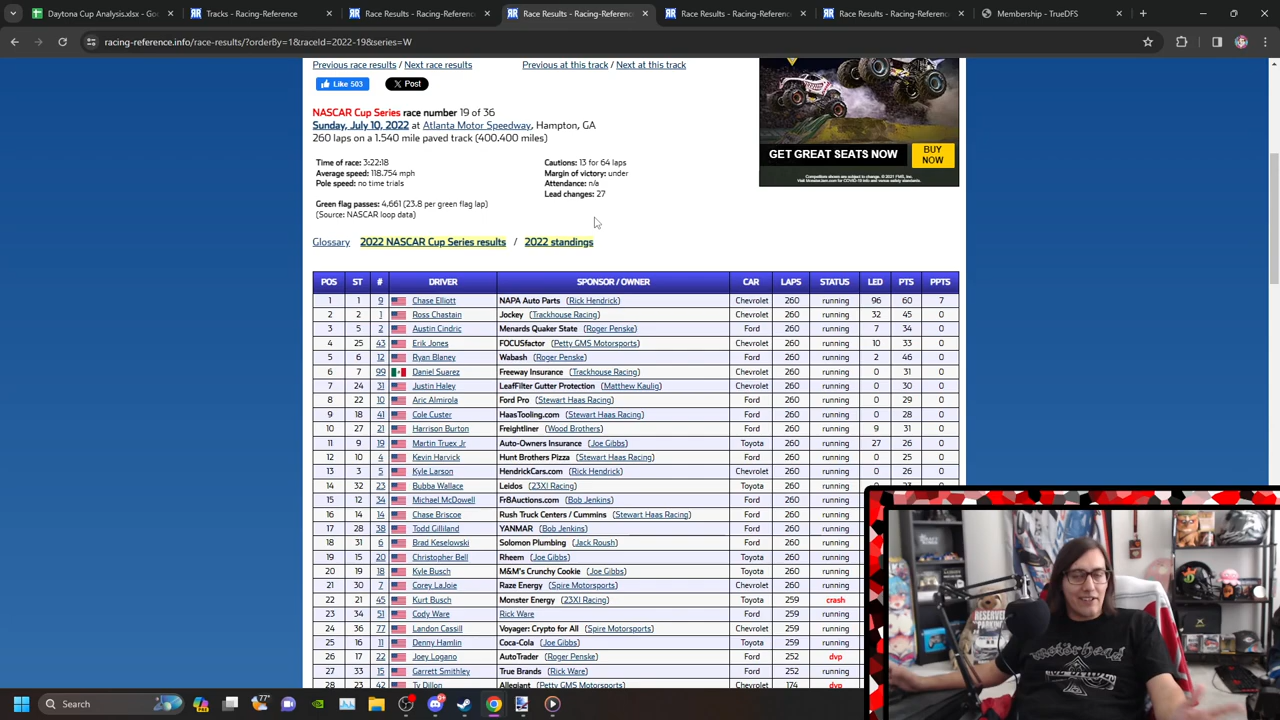 Daytona Cup Analysis.xlsx - Goo
Tracks - Racing-Reference
Race Results - Racing-Reference
Race Results - Racing-Reference
Race Results - Racing-Reference
Race Results - Racing-Reference
Membership - TrueDFS
racing-reference.info/race-results/?orderBy=1&raceId=2022-19&series=W
Previous race results / Next race results
Previous at this track / Next at this track
Like 503
X Post
NASCAR Cup Series race number 19 of 36
Sunday, July 10, 2022 at Atlanta Motor Speedway, Hampton, GA
260 laps on a 1.540 mile paved track (400.400 miles)
GET GREAT SEATS NOW
BUY NOW
Time of race: 3:22:18
Average speed: 118.754 mph
Pole speed: no time trials
Cautions: 13 for 64 laps
Margin of victory: under
Attendance: n/a
Lead changes: 27
Green flag passes: 4,661 (23.8 per green flag lap)
(Source: NASCAR loop data)
Glossary 2022 NASCAR Cup Series results / 2022 standings
POS ST # DRIVER SPONSOR / OWNER CAR LAPS STATUS LED PTS PPTS
1 1 9 Chase Elliott NAPA Auto Parts (Rick Hendrick) Chevrolet 260 running 96 60 7
2 2 1 Ross Chastain Jockey (Trackhouse Racing) Chevrolet 260 running 32 45 0
3 5 2 Austin Cindric Menards Quaker State (Roger Penske) Ford 260 running 7 34 0
4 25 43 Erik Jones FOCUSfactor (Petty GMS Motorsports) Chevrolet 260 running 10 33 0
5 6 12 Ryan Blaney Wabash (Roger Penske) Ford 260 running 2 46 0
6 7 99 Daniel Suarez Freeway Insurance (Trackhouse Racing) Chevrolet 260 running 0 31 0
7 24 31 Justin Haley LeafFilter Gutter Protection (Matthew Kaulig) Chevrolet 260 running 0 30 0
8 22 10 Aric Almirola Ford Pro (Stewart Haas Racing) Ford 260 running 0 29 0
9 18 41 Cole Custer HaasTooling.com (Stewart Haas Racing) Ford 260 running 0 28 0
10 27 21 Harrison Burton Freightliner (Wood Brothers) Ford 260 running 9 31 0
11 9 19 Martin Truex Jr Auto-Owners Insurance (Joe Gibbs) Toyota 260 running 27 26 0
12 10 4 Kevin Harvick Hunt Brothers Pizza (Stewart Haas Racing) Ford 260 running 0 25 0
13 3 5 Kyle Larson HendrickCars.com (Rick Hendrick) Chevrolet 260 running 0 26 0
14 32 23 Bubba Wallace Leidos (23XI Racing) Toyota 260 running
15 12 34 Michael McDowell Fr8Auctions.com (Bob Jenkins) Ford 260 running
16 14 14 Chase Briscoe Rush Truck Centers / Cummins (Stewart Haas Racing) Ford 260 running
17 28 38 Todd Gilliland YANMAR (Bob Jenkins) Ford 260 running
18 31 6 Brad Keselowski Solomon Plumbing (Jack Roush) Ford 260 running
19 15 20 Christopher Bell Rheem (Joe Gibbs) Toyota 260 running
20 19 18 Kyle Busch M&M's Crunchy Cookie (Joe Gibbs) Toyota 260 running
21 30 7 Corey LaJoie Raze Energy (Spire Motorsports) Chevrolet 260 running
22 21 45 Kurt Busch Monster Energy (23XI Racing) Toyota 259 crash
23 34 51 Cody Ware Rick Ware Ford 259 running
24 36 77 Landon Cassill Voyager: Crypto for All (Spire Motorsports) Chevrolet 259 running
25 16 11 Denny Hamlin Coca-Cola (Joe Gibbs) Toyota 259 running
26 17 22 Joey Logano AutoTrader (Roger Penske) Ford 252 dvp
27 33 15 Garrett Smithley True Brands (Rick Ware) Ford 252 running
28 23 42 Ty Dillon Allegiant (Petty GMS Motorsports) Chevrolet 174 dvp
RESERVED PARKING
Motörhead
Search
77°